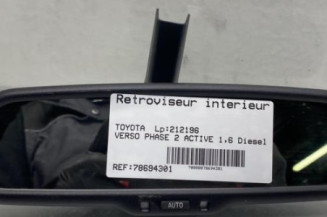 Retroviseur interieur
TOYOTA Lp:212196
VERSO PHASE 2 ACTIVE 1.6 Diesel
REF:78694301
AUTO